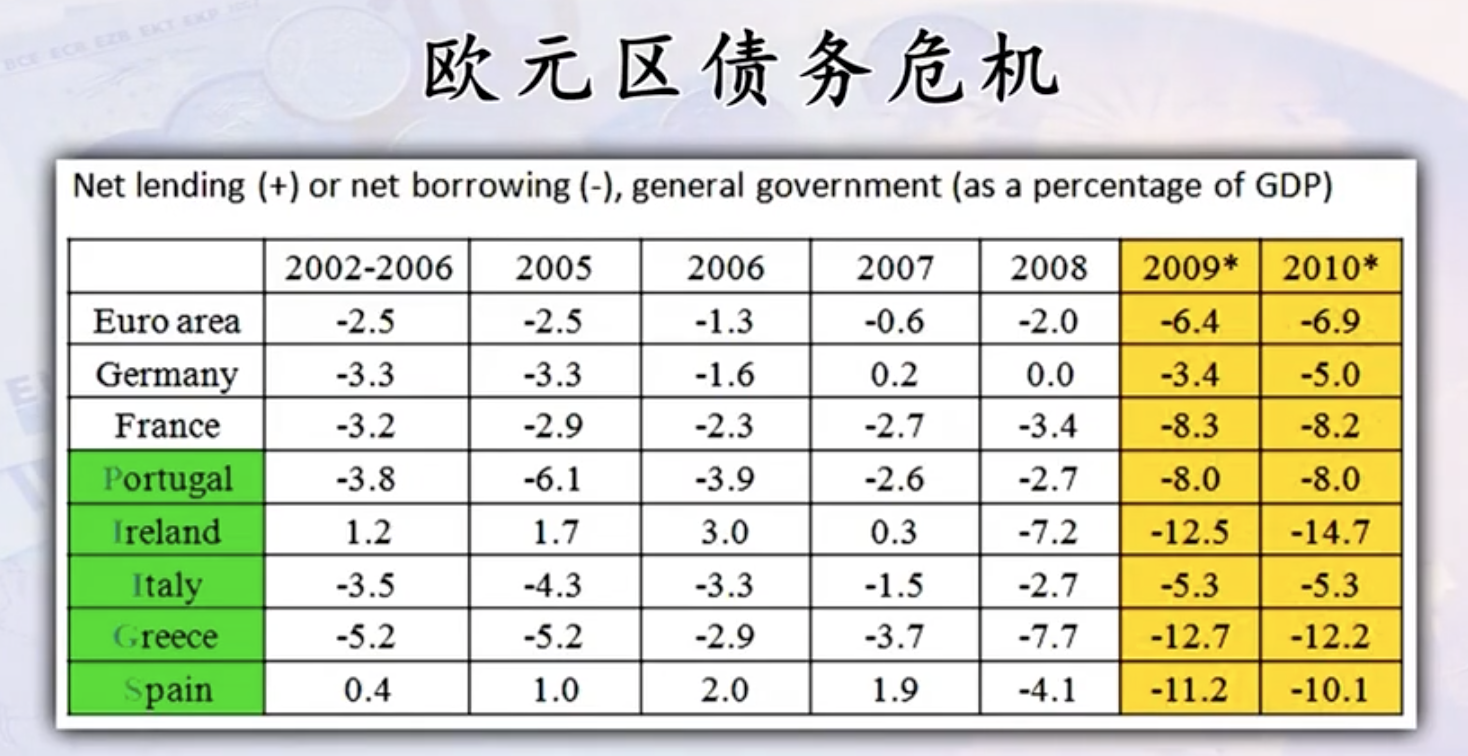 BCE ECB EZB EKT EKP
欧元区债务危机
Net lending (+) or net borrowing (-), general government (as a percentage of GDP)
2002-2006 2005 2006 2007 2008 2009* 2010*
Euro area -2.5 -2.5 -1.3 -0.6 -2.0 -6.4 -6.9
Germany -3.3 -3.3 -1.6 0.2 0.0 -3.4 -5.0
France -3.2 -2.9 -2.3 -2.7 -3.4 -8.3 -8.2
Portugal -3.8 -6.1 -3.9 -2.6 -2.7 -8.0 -8.0
Ireland 1.2 1.7 3.0 0.3 -7.2 -12.5 -14.7
Italy -3.5 -4.3 -3.3 -1.5 -2.7 -5.3 -5.3
Greece -5.2 -5.2 -2.9 -3.7 -7.7 -12.7 -12.2
Spain 0.4 1.0 2.0 1.9 -4.1 -11.2 -10.1